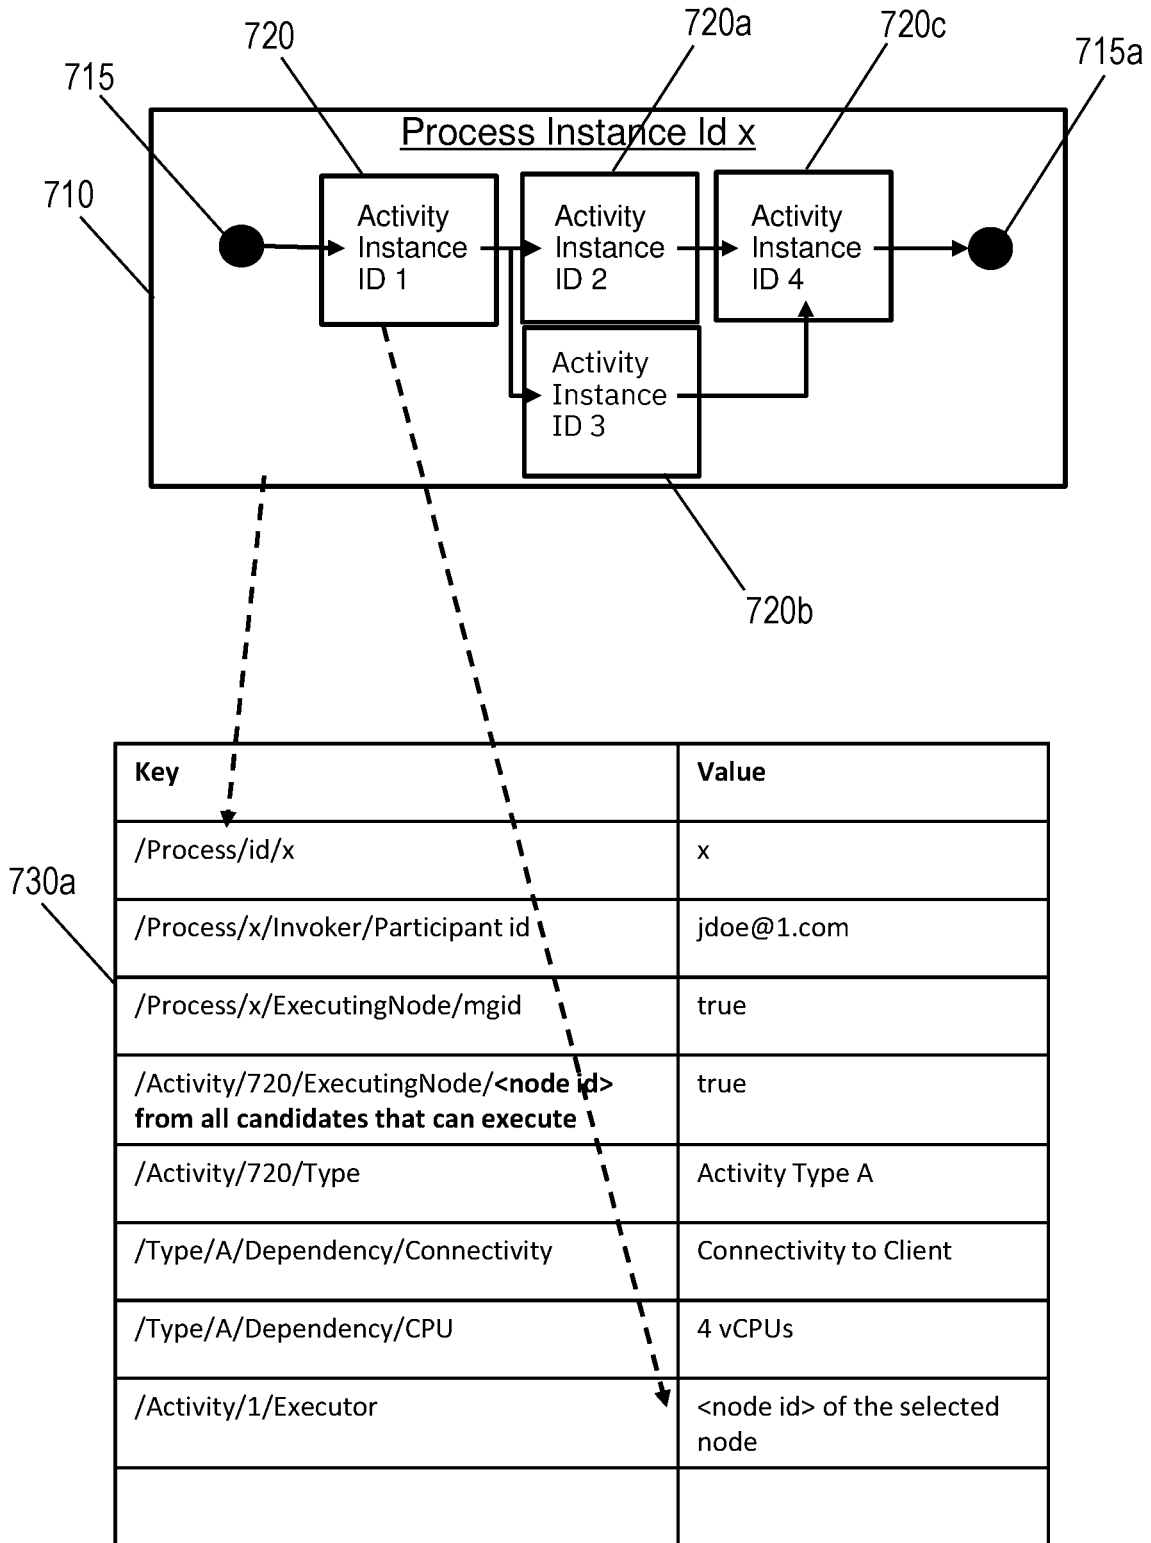 720
720a
720c
715a
715
710
Process Instance Id x
Activity
Instance
ID 1
Activity
Instance
ID 2
Activity
Instance
ID 4
Activity
Instance
ID 3
720b
730a
Key
Value
/Process/id/x
x
/Process/x/Invoker/Participant id
jdoe@1.com
/Process/x/ExecutingNode/mgid
true
/Activity/720/ExecutingNode/<node id>
from all candidates that can execute
true
/Activity/720/Type
Activity Type A
/Type/A/Dependency/Connectivity
Connectivity to Client
/Type/A/Dependency/CPU
4 vCPUs
/Activity/1/Executor
<node id> of the selected
node